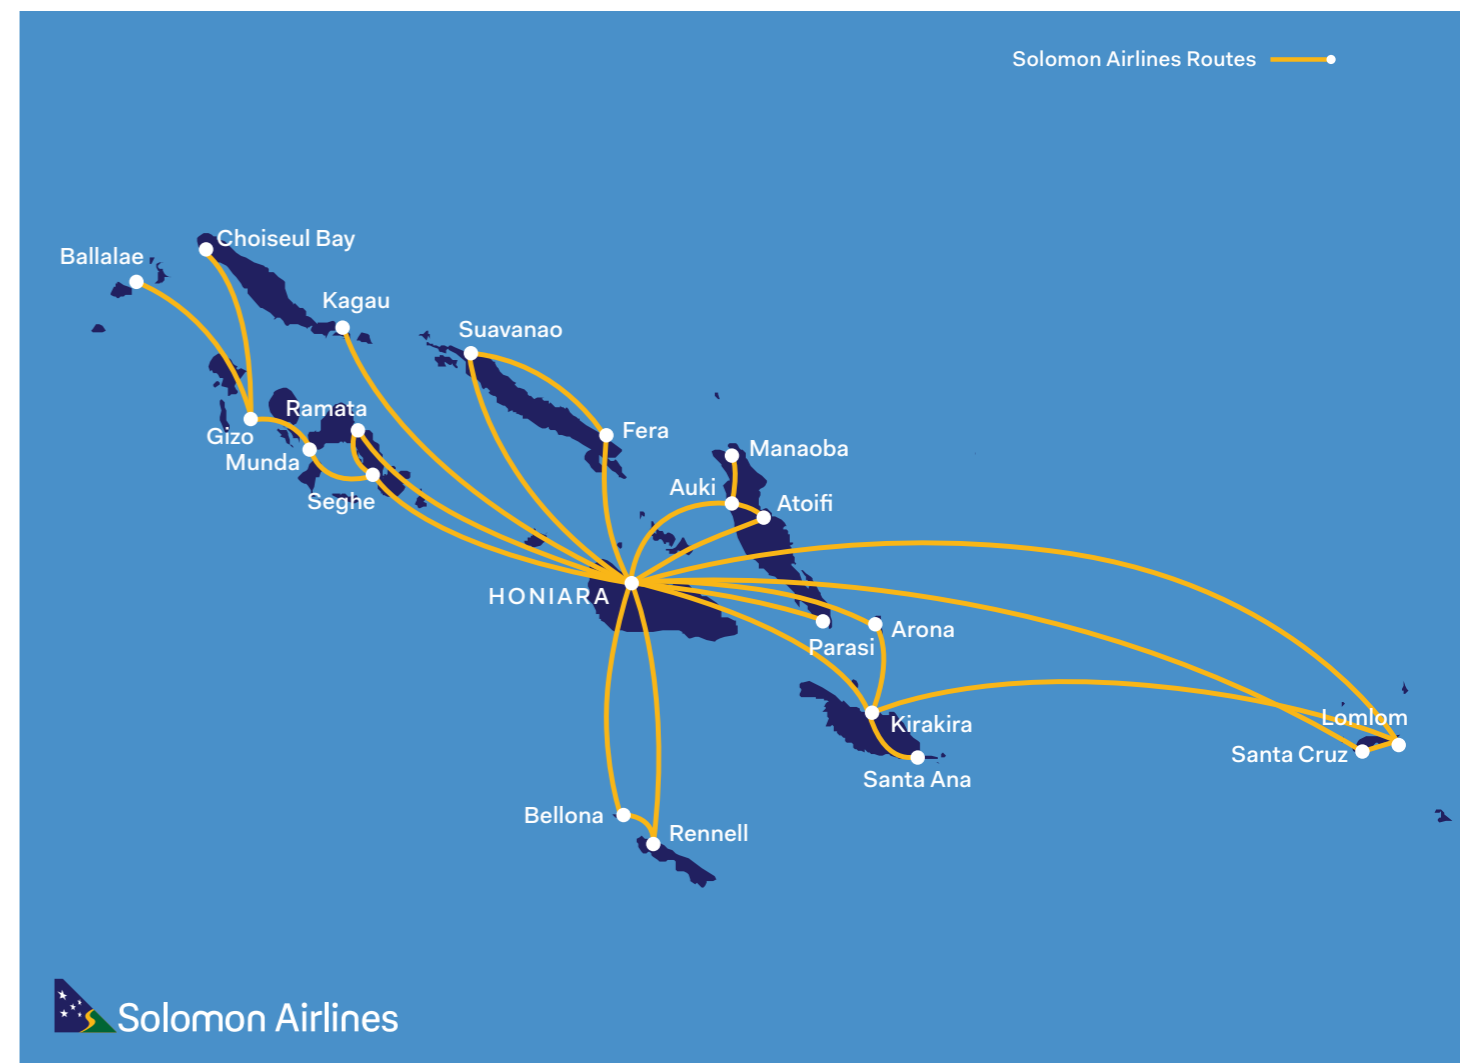 Solomon Airlines Routes
Choiseul Bay
Ballalae
Kagau
Suavanao
Ramata
Fera
Gizo
Munda
Manaoba
Auki
Seghe
Atoifi
HONIARA
Arona
Parasi
Lomlom
Kirakira
Santa Cruz
Santa Ana
Bellona
Rennell
Solomon Airlines